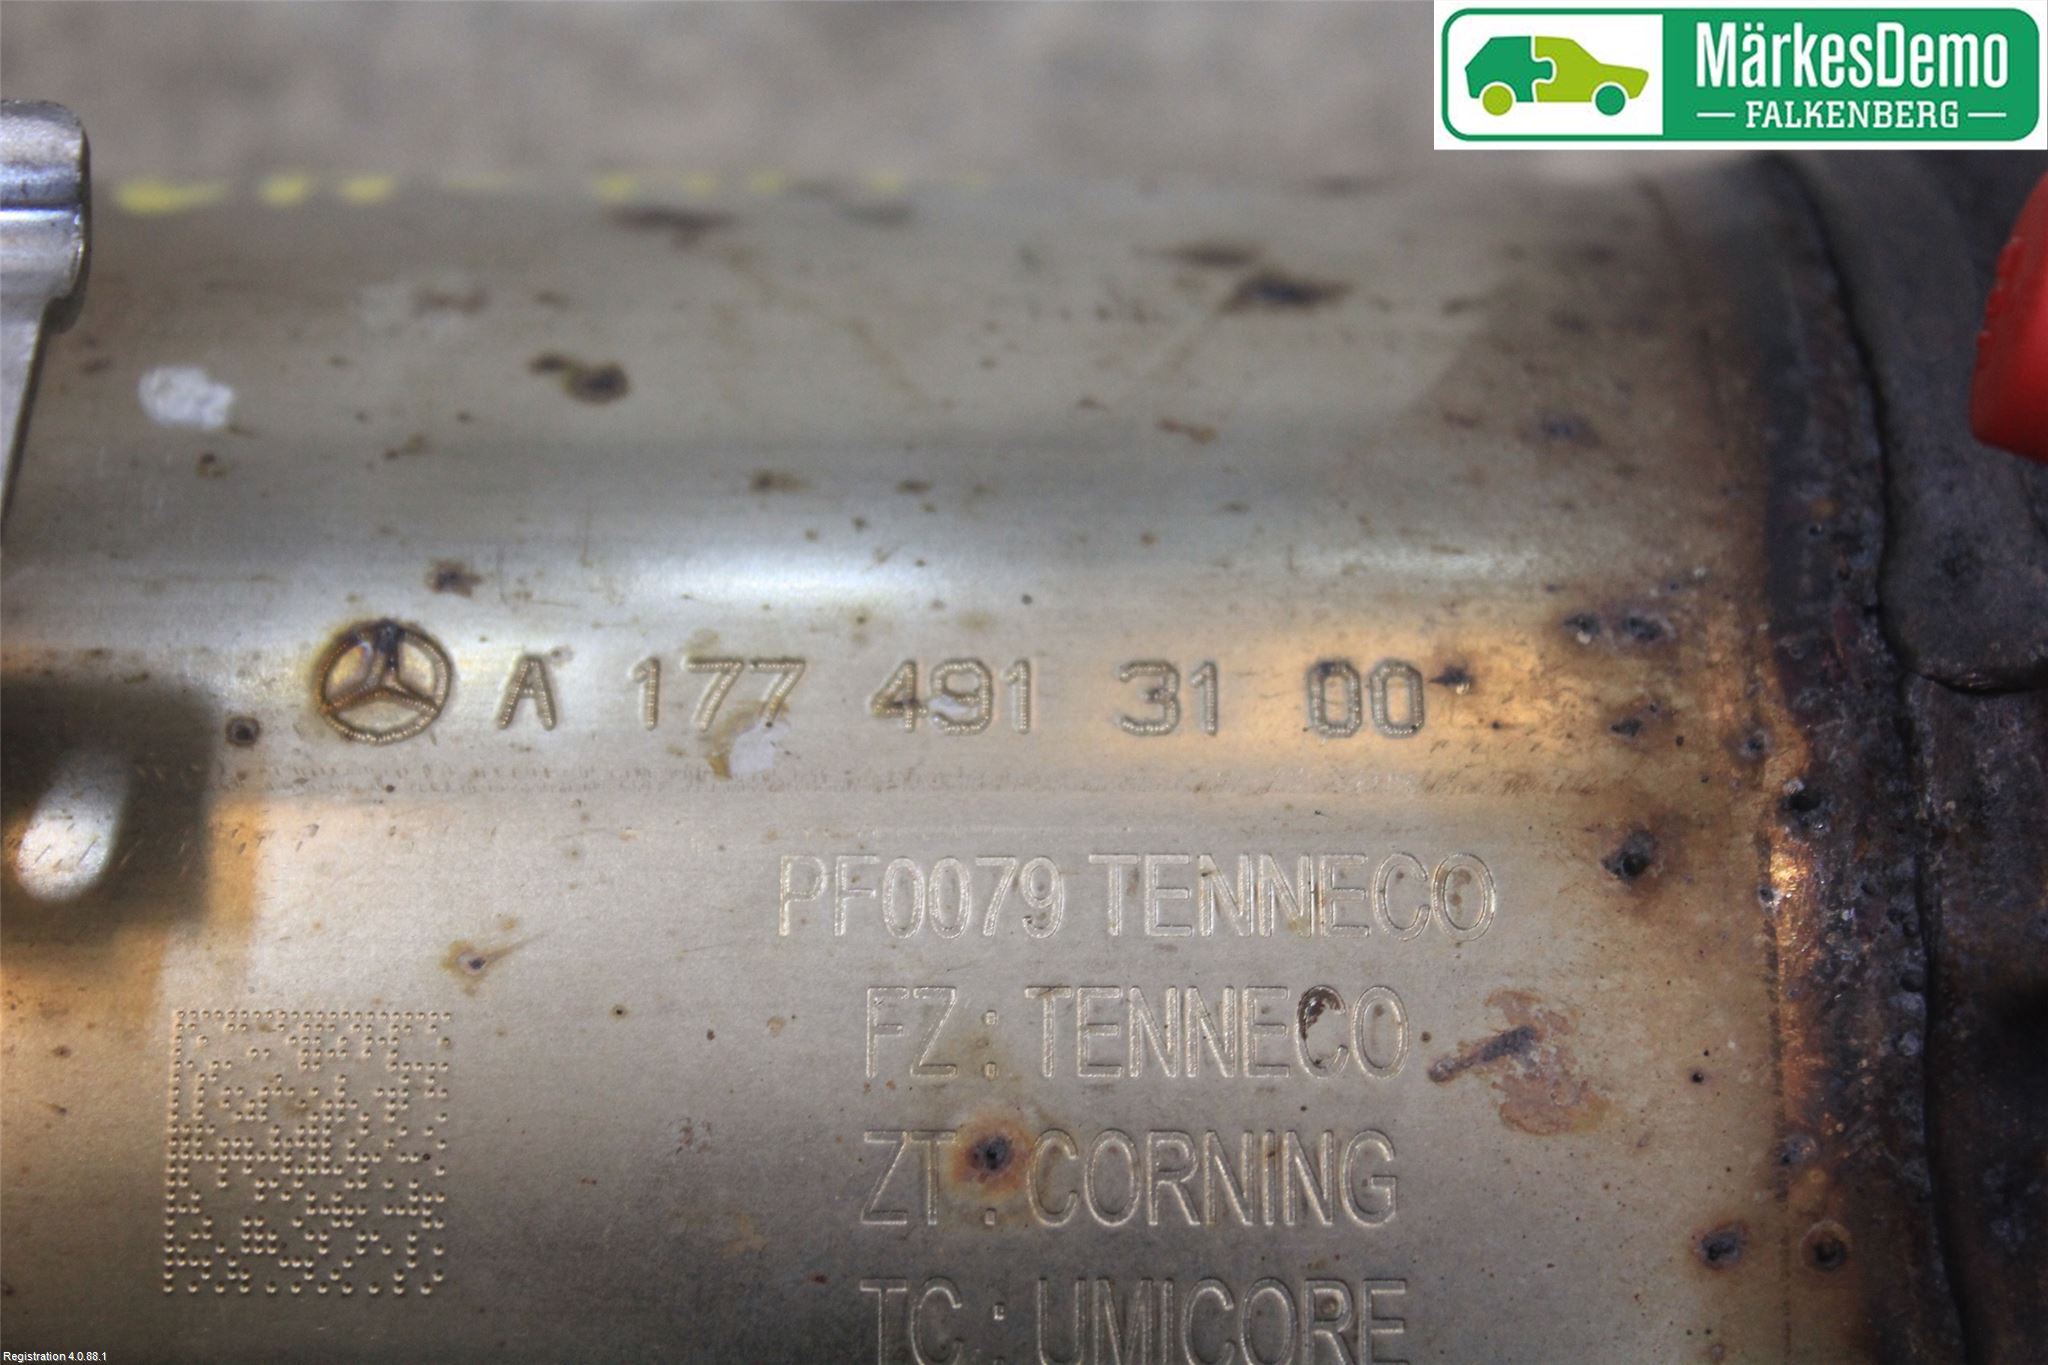 MärkesDemo
FALKENBERG
A 177 491 31 00
PF0079 TENNECO
FZ : TENNECO
ZT : CORNING
TC : UMICORE
Registration 4.0.88.1